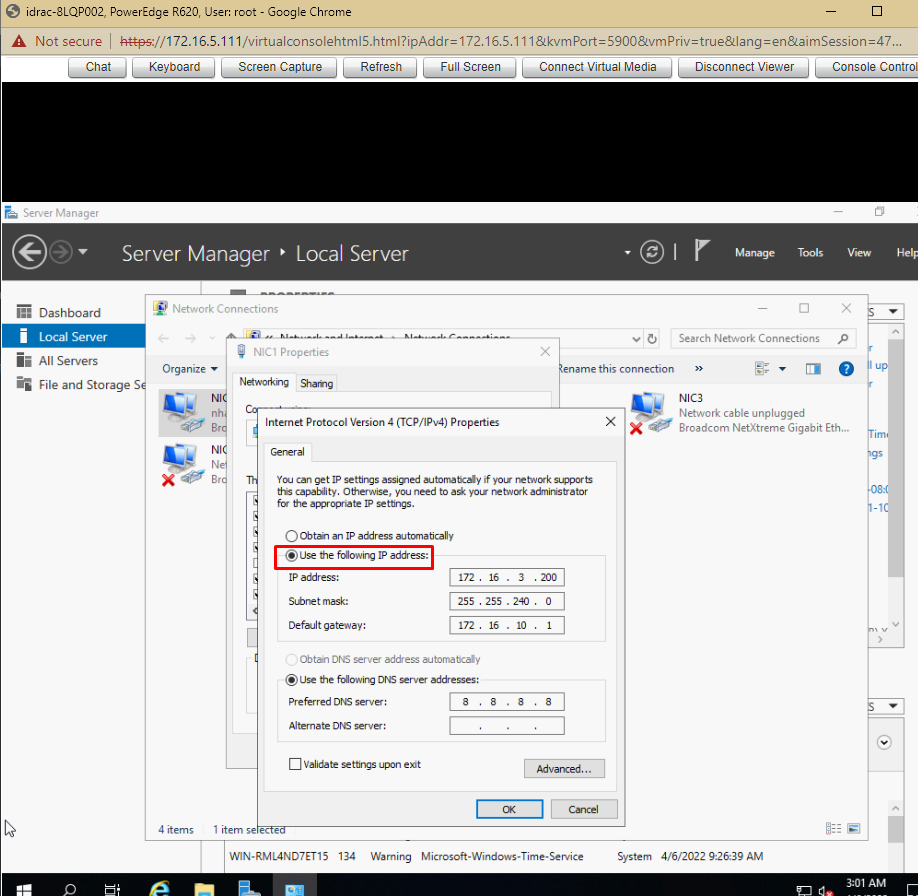 idrac-8LQP002, PowerEdge R620, User: root - Google Chrome
Not secure | https://172.16.5.111/virtualconsolehtml5.html?ipAddr=172.16.5.111&kvmPort=5900&vmPriv=true&lang=en&aimSession=47...
Chat Keyboard Screen Capture Refresh Full Screen Connect Virtual Media Disconnect Viewer Console Control
Server Manager
Server Manager ‣ Local Server
Manage Tools View Help
PROPERTIES
Dashboard
Local Server
All Servers
File and Storage Se
Network Connections
Network and Internet Network Connections
Search Network Connections
Organize
Rename this connection »
NIC1 Properties
Networking Sharing
NIC3
Network cable unplugged
Broadcom NetXtreme Gigabit Eth...
Internet Protocol Version 4 (TCP/IPv4) Properties
General
You can get IP settings assigned automatically if your network supports
this capability. Otherwise, you need to ask your network administrator
for the appropriate IP settings.
Obtain an IP address automatically
Use the following IP address:
IP address: 172 . 16 . 3 . 200
Subnet mask: 255 . 255 . 240 . 0
Default gateway: 172 . 16 . 10 . 1
Obtain DNS server address automatically
Use the following DNS server addresses:
Preferred DNS server: 8 . 8 . 8 . 8
Alternate DNS server: . . .
Validate settings upon exit
Advanced...
OK Cancel
4 items 1 item selected
WIN-RML4ND7ET15 134 Warning Microsoft-Windows-Time-Service System 4/6/2022 9:26:39 AM
3:01 AM